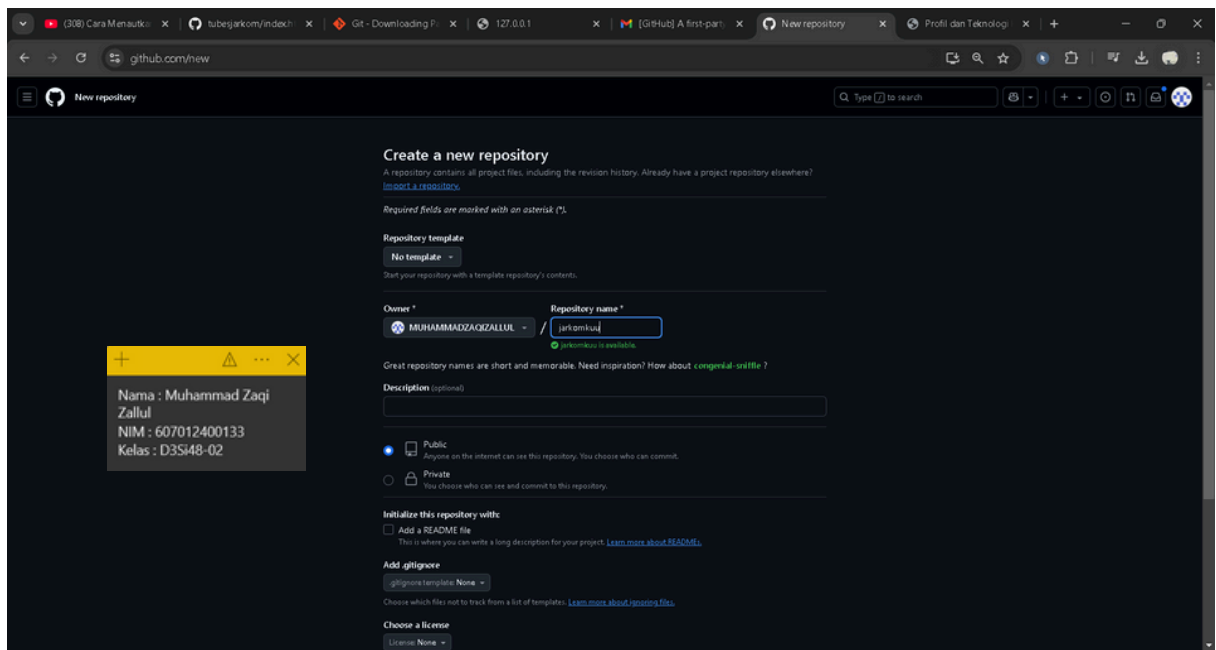 (308) Cara Menautka
tubesjarkom/index.h
Git - Downloading Pa
127.0.0.1
[GitHub] A first-party
New repository
Profil dan Teknologi
github.com/new
New repository
Type / to search
Create a new repository
A repository contains all project files, including the revision history. Already have a project repository elsewhere?
Import a repository.
Required fields are marked with an asterisk (*).
Repository template
No template
Start your repository with a template repository's contents.
Owner *
Repository name *
MUHAMMADZAQIZALLUL
/
jarkomkuu
jarkomkuu is available.
Great repository names are short and memorable. Need inspiration? How about congenial-sniffle ?
Description (optional)
Public
Anyone on the internet can see this repository. You choose who can commit.
Private
You choose who can see and commit to this repository.
Initialize this repository with:
Add a README file
This is where you can write a long description for your project. Learn more about READMEs.
Add .gitignore
.gitignore template: None
Choose which files not to track from a list of templates. Learn more about ignoring files.
Choose a license
License: None
Nama : Muhammad Zaqi
Zallul
NIM : 607012400133
Kelas : D3Si48-02